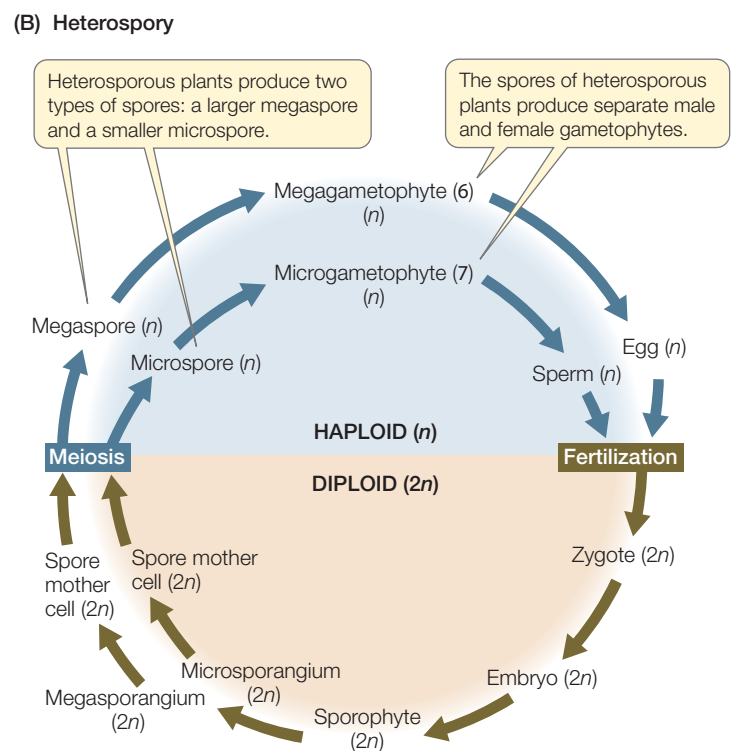 (B) Heterospory
Heterosporous plants produce two
types of spores: a larger megaspore
and a smaller microspore.
The spores of heterosporous
plants produce separate male
and female gametophytes.
Megagametophyte (6)
(n)
Microgametophyte (7)
(n)
Megaspore (n)
Microspore (n)
Egg (n)
Sperm (n)
HAPLOID (n)
Meiosis
Fertilization
DIPLOID (2n)
Spore
mother
cell (2n)
Spore mother
cell (2n)
Zygote (2n)
Microsporangium
(2n)
Megasporangium
(2n)
Embryo (2n)
Sporophyte
(2n)